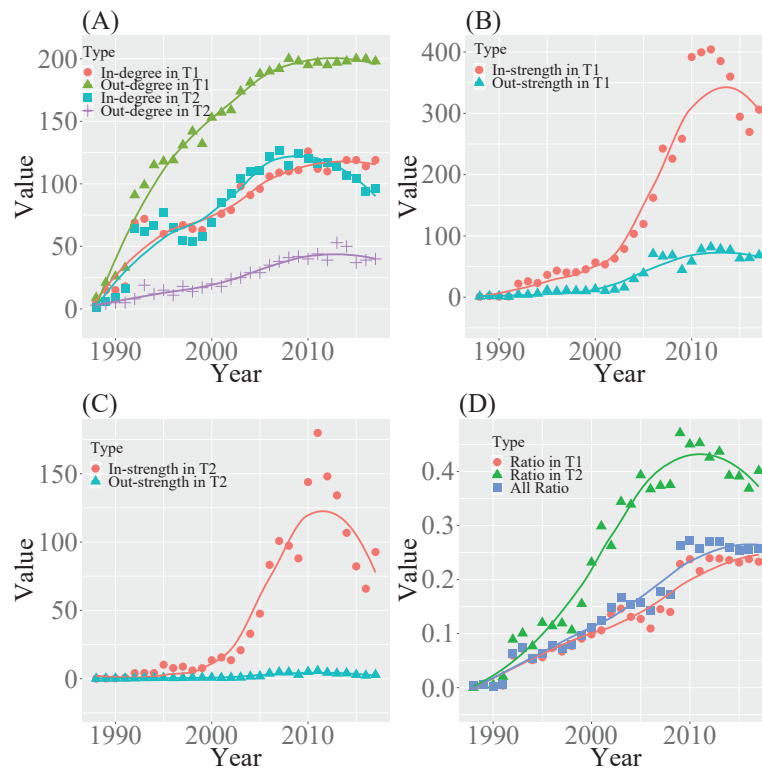 (A)
Value
200
150
100
50
0
Type
In-degree in T1
Out-degree in T1
In-degree in T2
Out-degree in T2
1990 2000 2010
Year
(B)
Value
400
300
200
100
0
Type
In-strength in T1
Out-strength in T1
1990 2000 2010
Year
(C)
Value
150
100
50
0
Type
In-strength in T2
Out-strength in T2
1990 2000 2010
Year
(D)
Value
0.4
0.3
0.2
0.1
0.0
Type
Ratio in T1
Ratio in T2
All Ratio
1990 2000 2010
Year